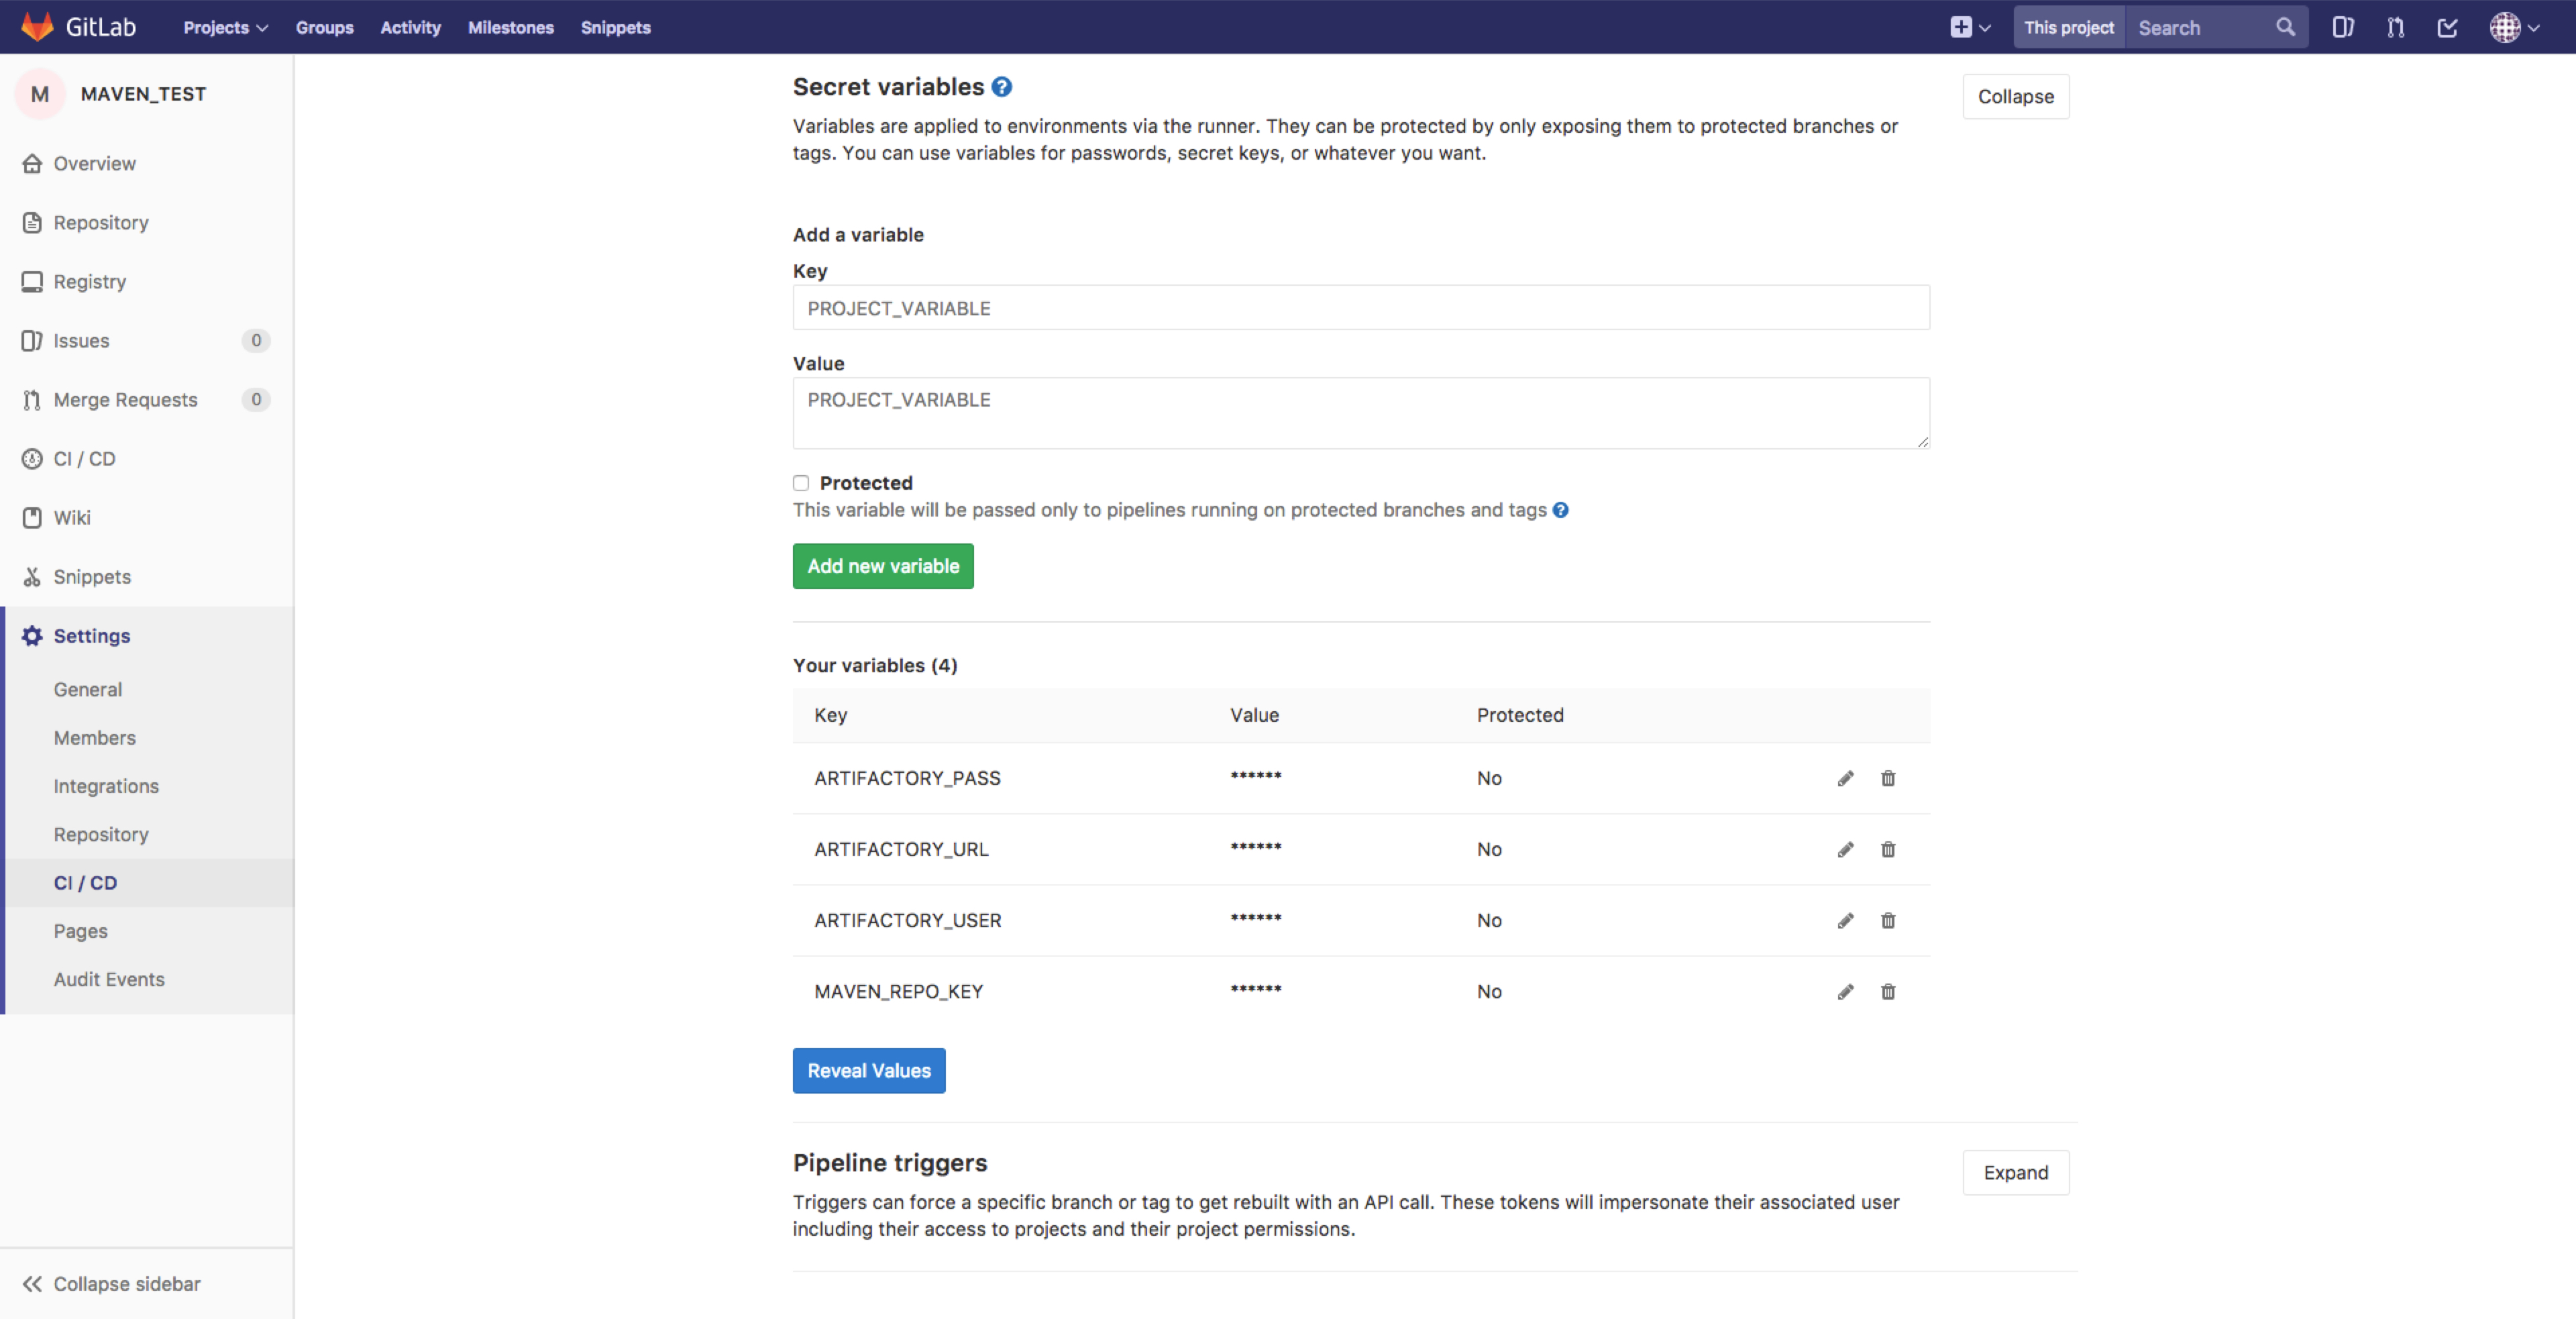 GitLab Projects Groups Activity Milestones Snippets This project Search
M MAVEN_TEST
Overview
Repository
Registry
Issues 0
Merge Requests 0
CI / CD
Wiki
Snippets
Settings
General
Members
Integrations
Repository
CI / CD
Pages
Audit Events
Collapse sidebar
Secret variables ?
Collapse
Variables are applied to environments via the runner. They can be protected by only exposing them to protected branches or
tags. You can use variables for passwords, secret keys, or whatever you want.
Add a variable
Key
PROJECT_VARIABLE
Value
PROJECT_VARIABLE
Protected
This variable will be passed only to pipelines running on protected branches and tags ?
Add new variable
Your variables (4)
Key Value Protected
ARTIFACTORY_PASS ****** No
ARTIFACTORY_URL ****** No
ARTIFACTORY_USER ****** No
MAVEN_REPO_KEY ****** No
Reveal Values
Pipeline triggers
Expand
Triggers can force a specific branch or tag to get rebuilt with an API call. These tokens will impersonate their associated user
including their access to projects and their project permissions.